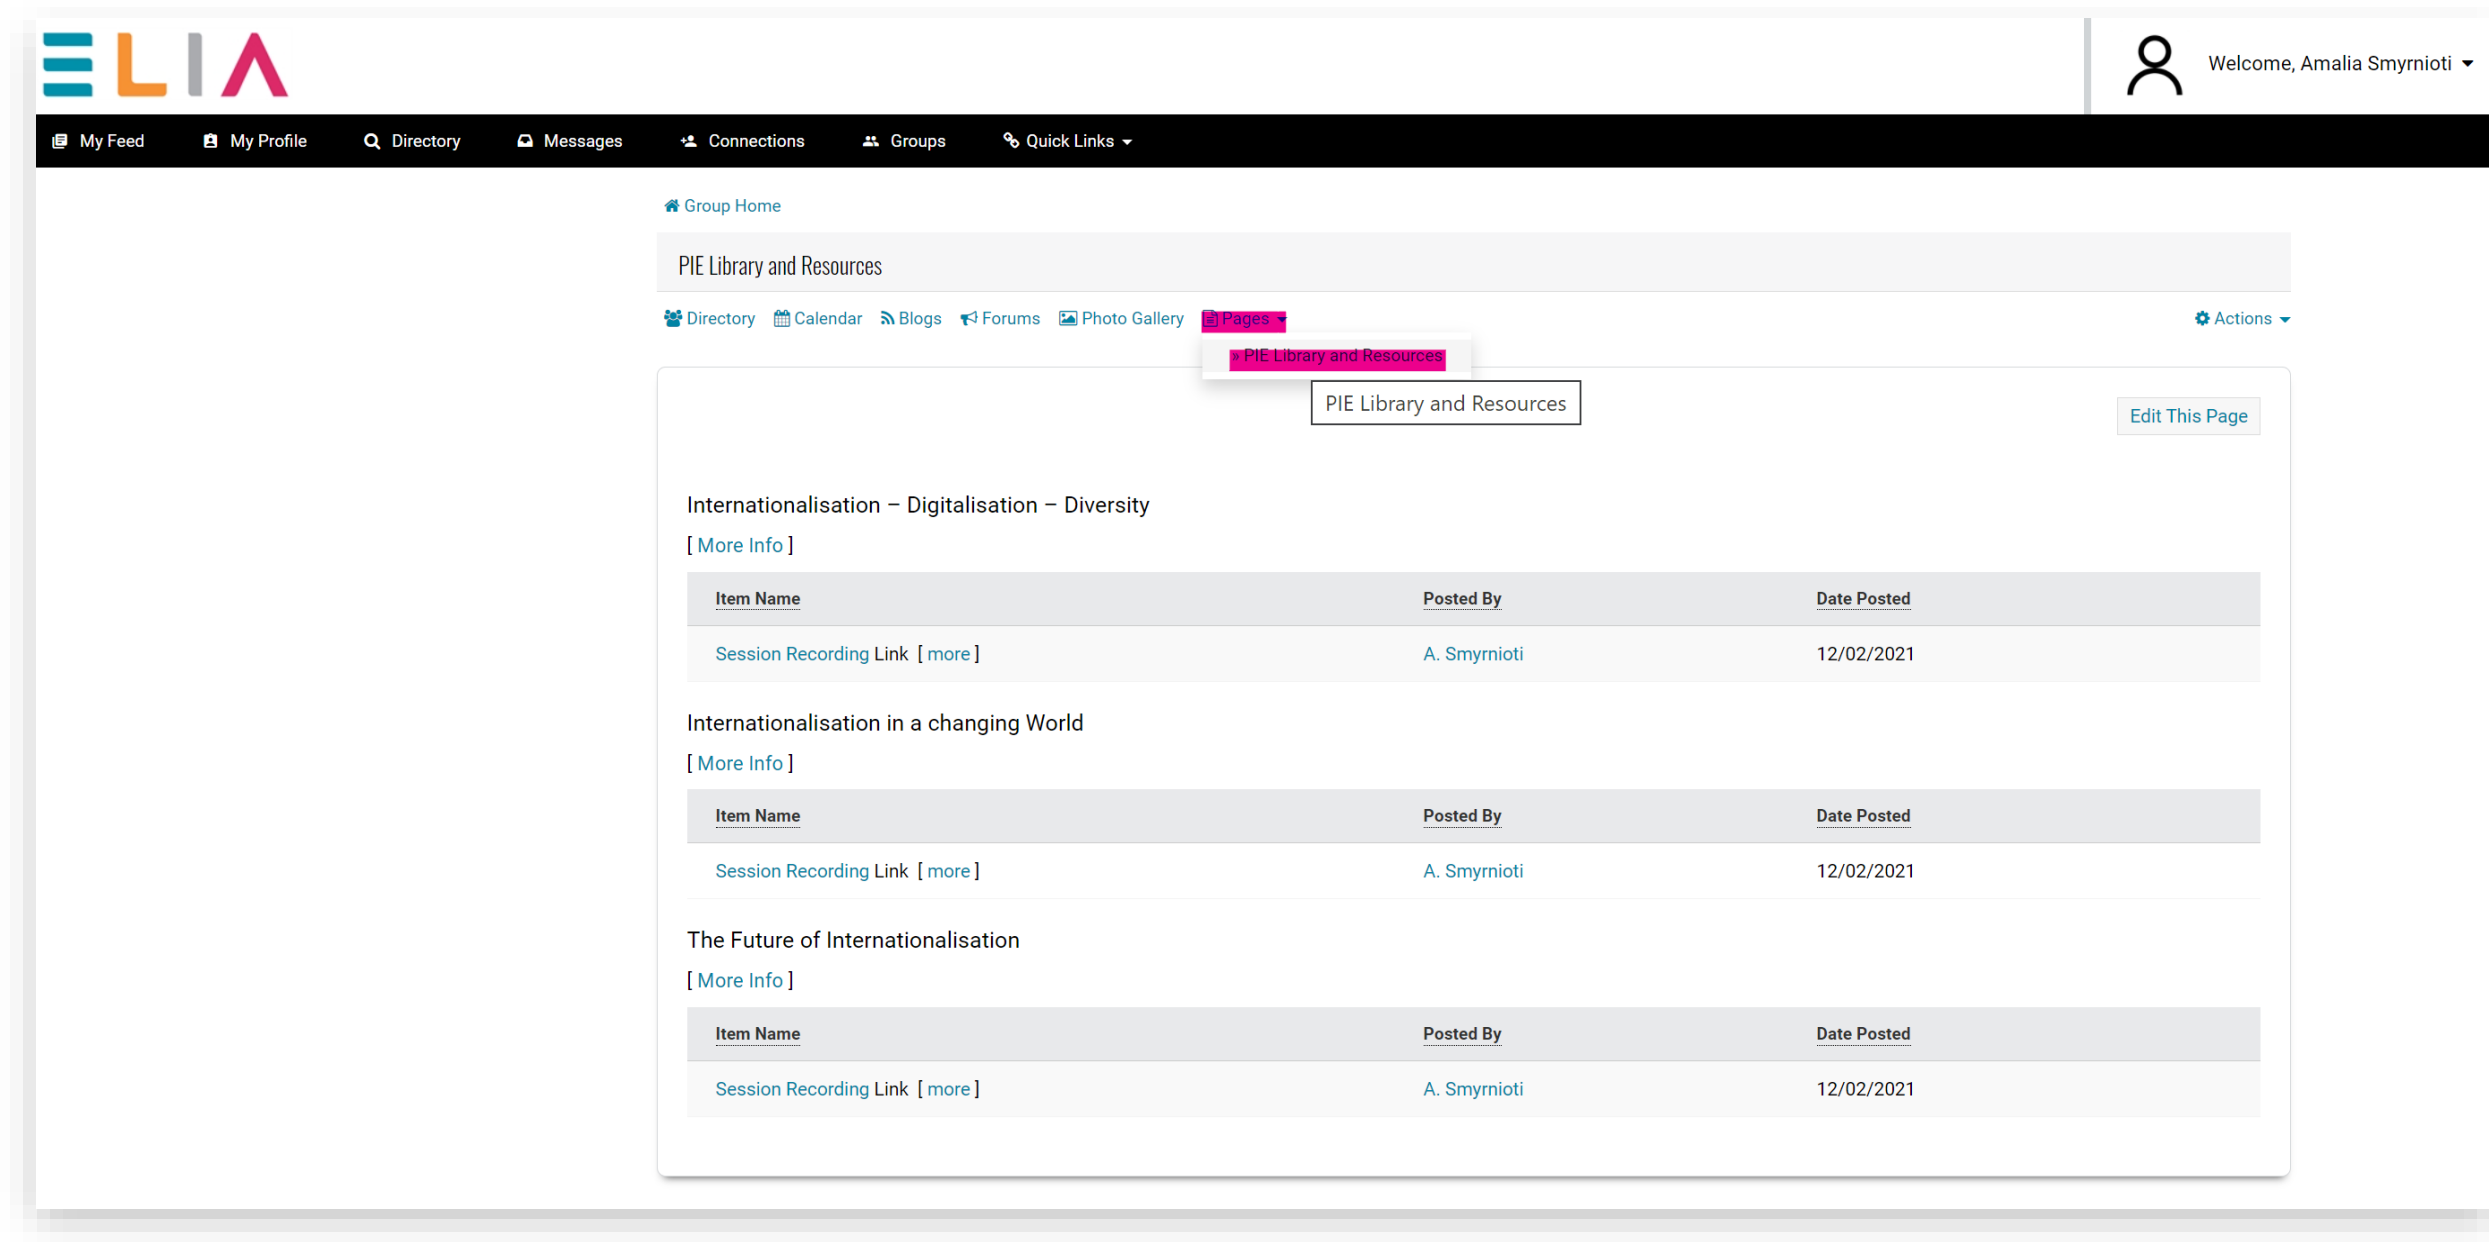 ELIA
Welcome, Amalia Smyrnioti
My Feed My Profile Directory Messages Connections Groups Quick Links
Group Home
PIE Library and Resources
Directory Calendar Blogs Forums Photo Gallery Pages Actions
» PIE Library and Resources
PIE Library and Resources
Edit This Page
Internationalisation – Digitalisation – Diversity
[ More Info ]
Item Name Posted By Date Posted
Session Recording Link [ more ] A. Smyrnioti 12/02/2021
Internationalisation in a changing World
[ More Info ]
Item Name Posted By Date Posted
Session Recording Link [ more ] A. Smyrnioti 12/02/2021
The Future of Internationalisation
[ More Info ]
Item Name Posted By Date Posted
Session Recording Link [ more ] A. Smyrnioti 12/02/2021